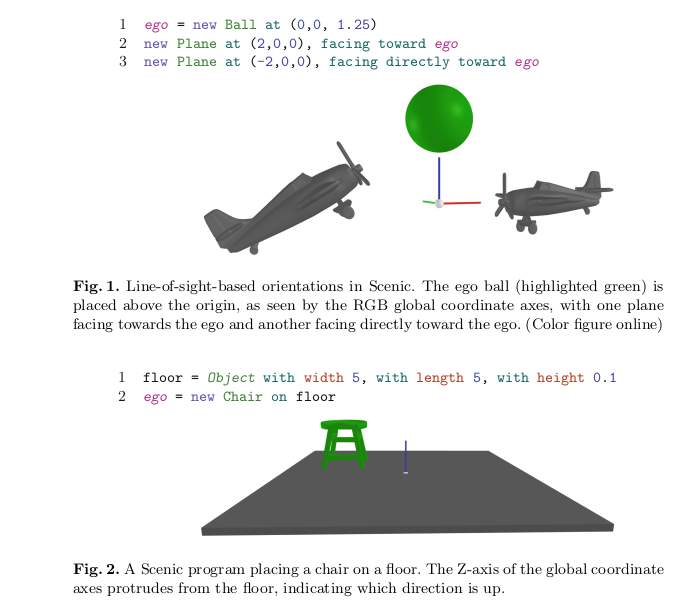 1 ego = new Ball at (0,0, 1.25)
2 new Plane at (2,0,0), facing toward ego
3 new Plane at (-2,0,0), facing directly toward ego
Fig. 1. Line-of-sight-based orientations in Scenic. The ego ball (highlighted green) is
placed above the origin, as seen by the RGB global coordinate axes, with one plane
facing towards the ego and another facing directly toward the ego. (Color figure online)
1 floor = Object with width 5, with length 5, with height 0.1
2 ego = new Chair on floor
Fig. 2. A Scenic program placing a chair on a floor. The Z-axis of the global coordinate
axes protrudes from the floor, indicating which direction is up.